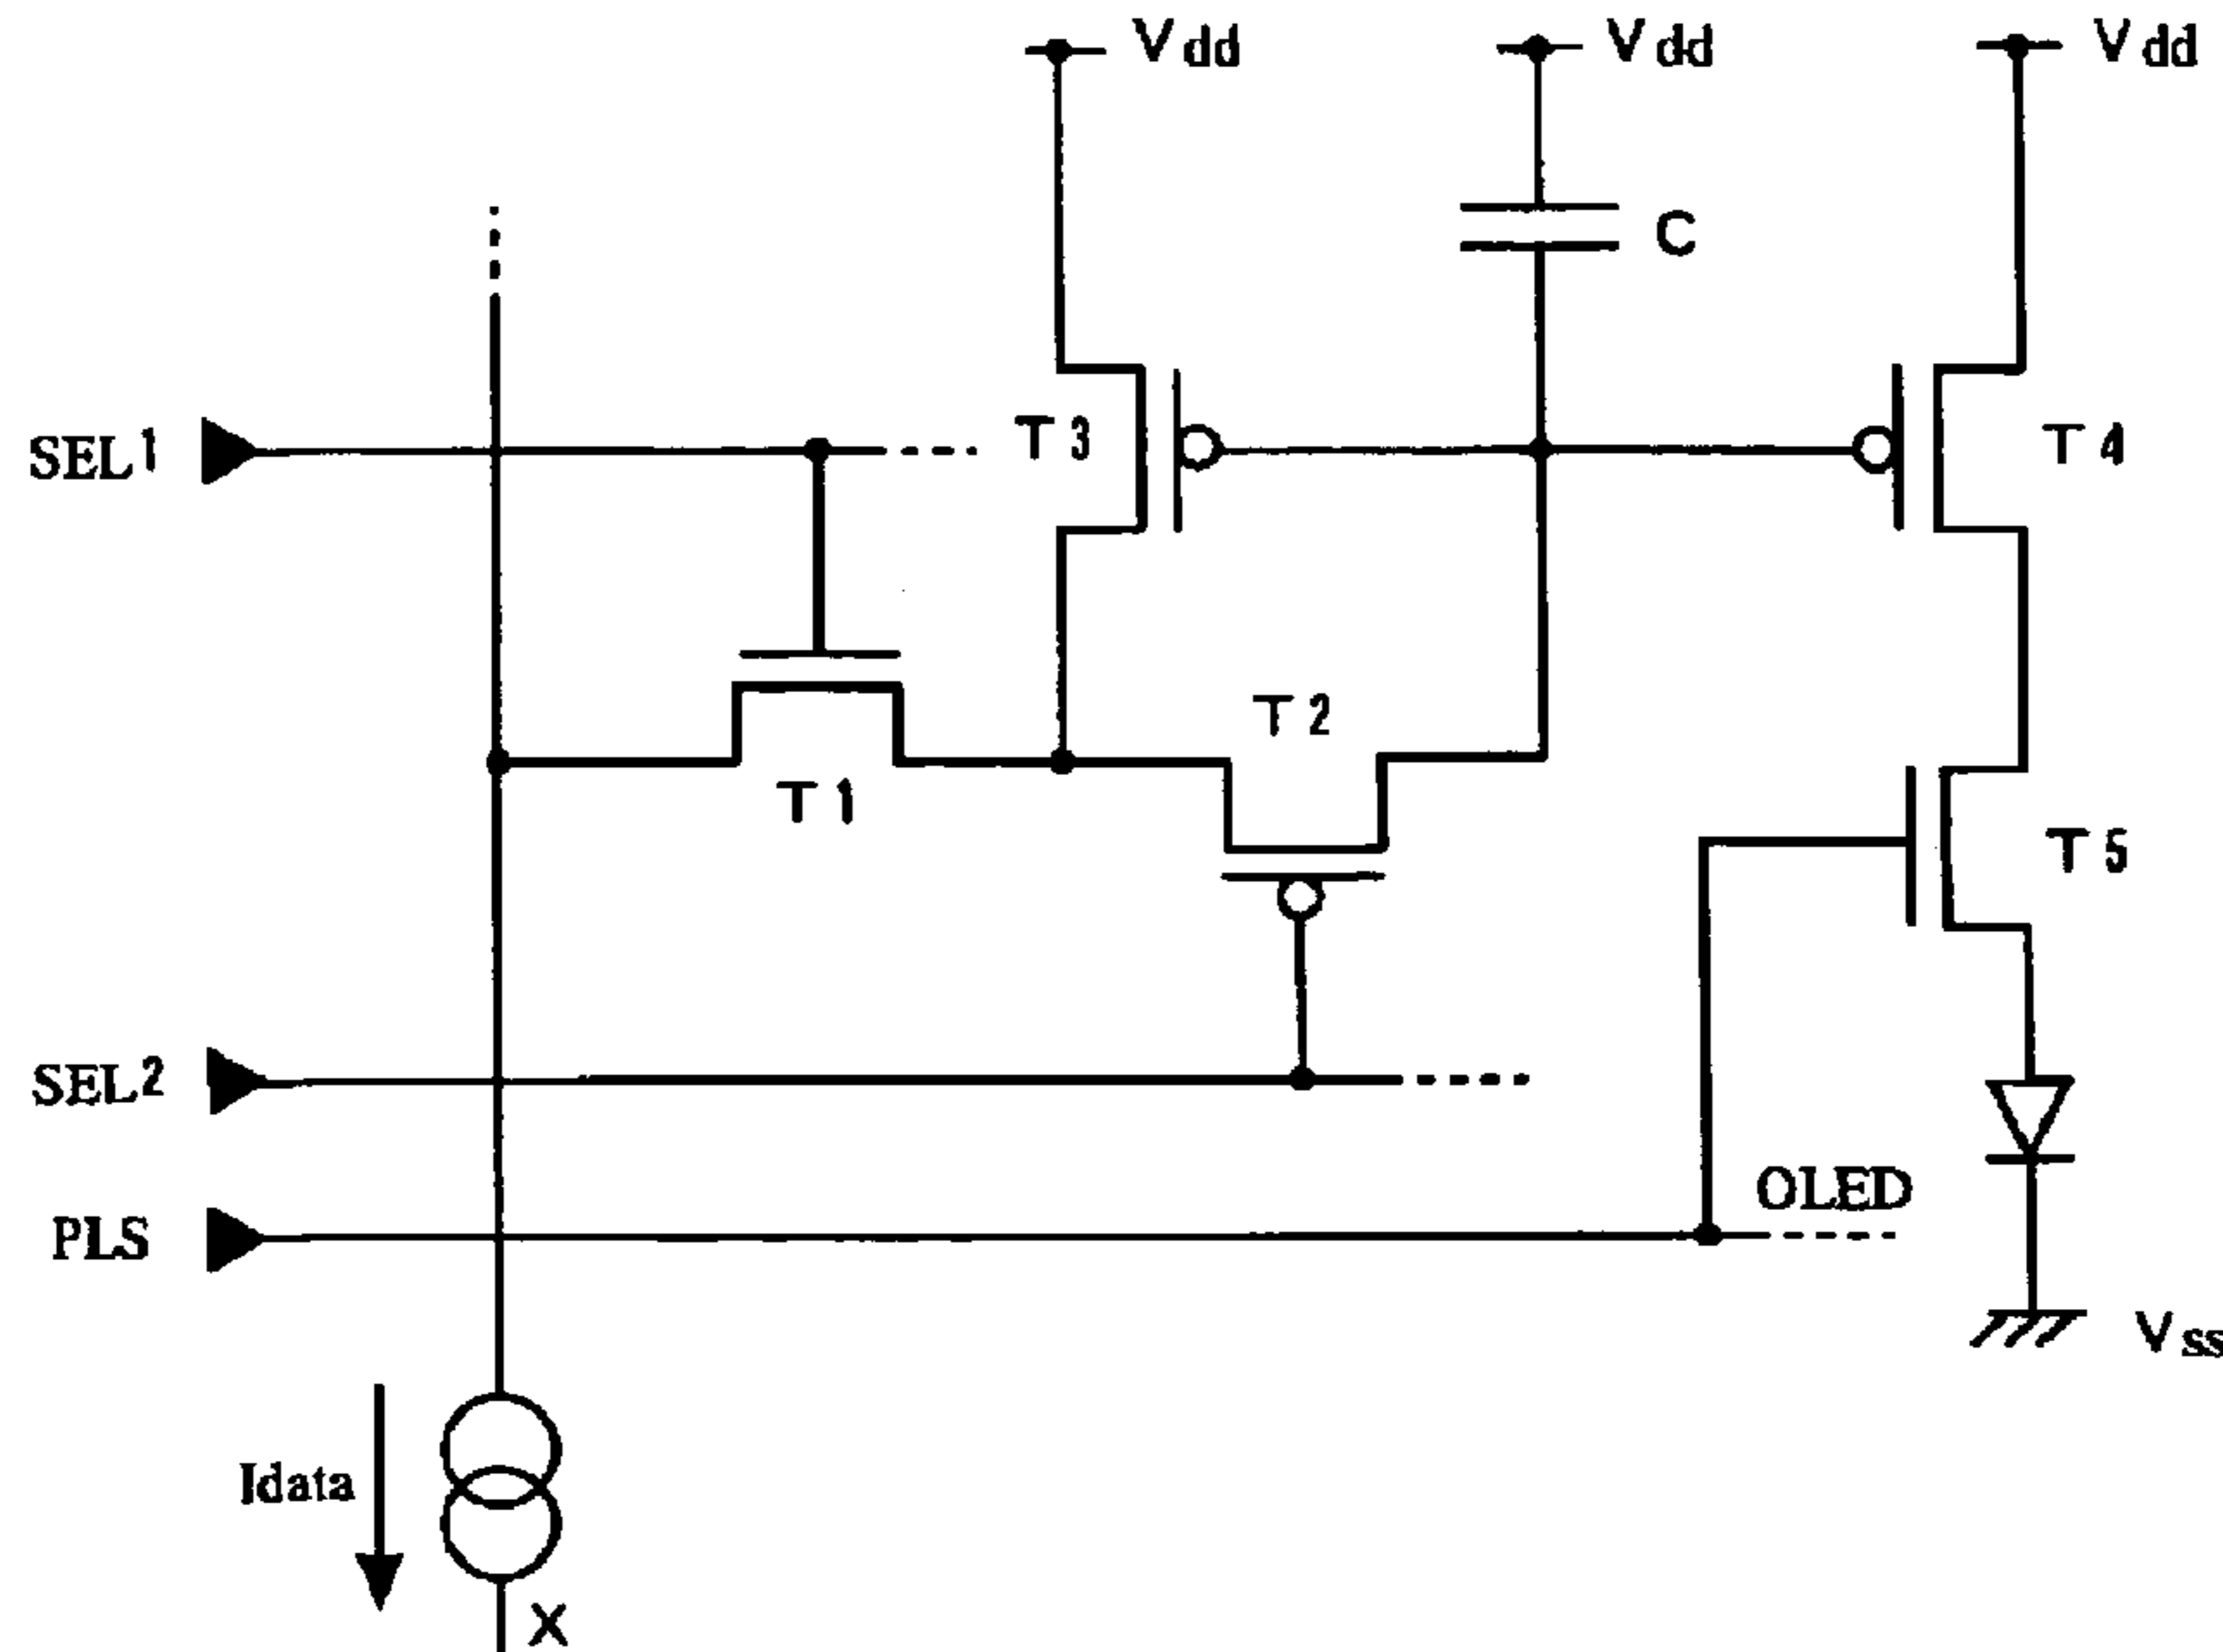 Vdd
Vdd
Vdd
C
SEL1
T3
T4
T2
T1
T5
SEL2
OLED
PLS
Vss
Idata
X